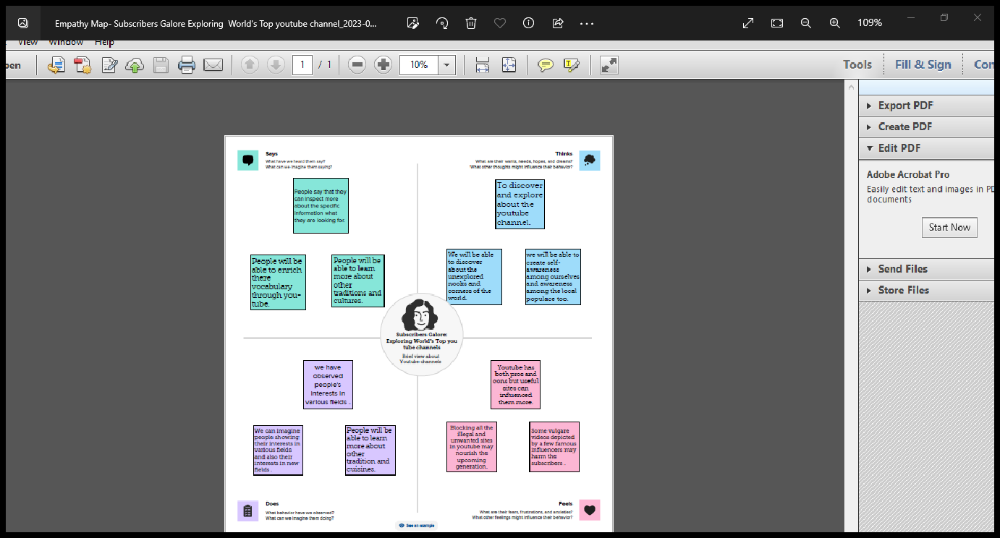 Empathy Map- Subscribers Galore Exploring World's Top youtube channel_2023-0...
109%
View Window Help
pen
1 / 1
10%
Tools
Fill & Sign
Export PDF
Create PDF
Edit PDF
Adobe Acrobat Pro
Easily edit text and images in
documents
Start Now
Send Files
Store Files
Says
What have we heard them say?
What can we imagine them saying?
People say that they
can inspect more
about the specific
information what
they are looking for.
People will be
able to enrich
there
vocabulary
through you-
tube.
People will be
able to learn
more about
other
traditions and
cultures.
Thinks
What are their wants, needs, hopes, and dreams?
What other thoughts might influence their behavior?
To discover
and explore
about the
youtube
channel.
We will be able
to discover
about the
unexplored
nooks and
corners of the
world.
we will be able to
create self-
awareness
among ourselves
and awareness
among the local
populace too.
Subscribers Galore:
Exploring World's Top you
tube channels
Brief view about
Youtube channels
we have
observed
people's
interests in
various fields ..
We can imagine
people showing
their interests in
various fields
and also their
interests in new
fields .
People will be
able to learn
more about
other
tradition and
cuisines.
Does
What behavior have we observed?
What can we imagine them doing?
Youtube has
both pros and
cons but useful
sites can
influenced
them more.
Blocking all the
illegal and
unwanted sites
in youtube may
nourish the
upcoming
generation.
Some vulgare
videos depicted
by a few famous
influencers may
harm the
subscribers .
Feels
What are their fears, frustrations, and anxieties?
What other feelings might influence their behavior?
See an example